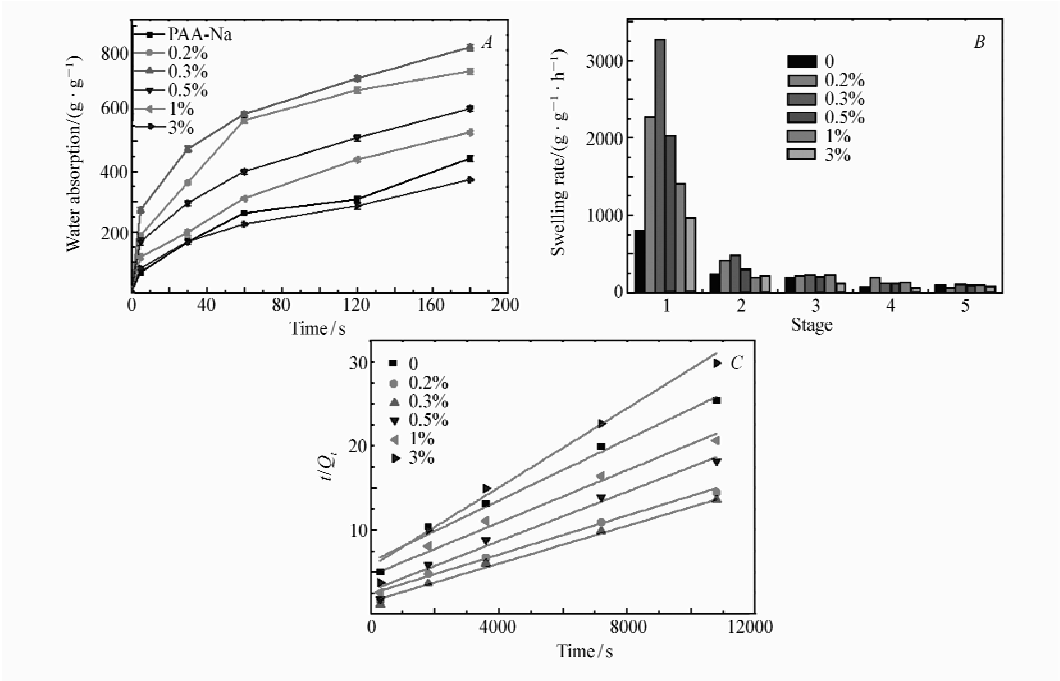 A
PAA-Na
0.2%
0.3%
0.5%
1%
3%
800
600
400
200
Water absorption/(g · g⁻¹)
0 40 80 120 160 200
Time/s
B
0
0.2%
0.3%
0.5%
1%
3%
3000
2000
1000
0
Swelling rate/(g · g⁻¹ · h⁻¹)
1 2 3 4 5
Stage
C
0
0.2%
0.3%
0.5%
1%
3%
30
20
10
t/Qt
0 4000 8000 12000
Time/s